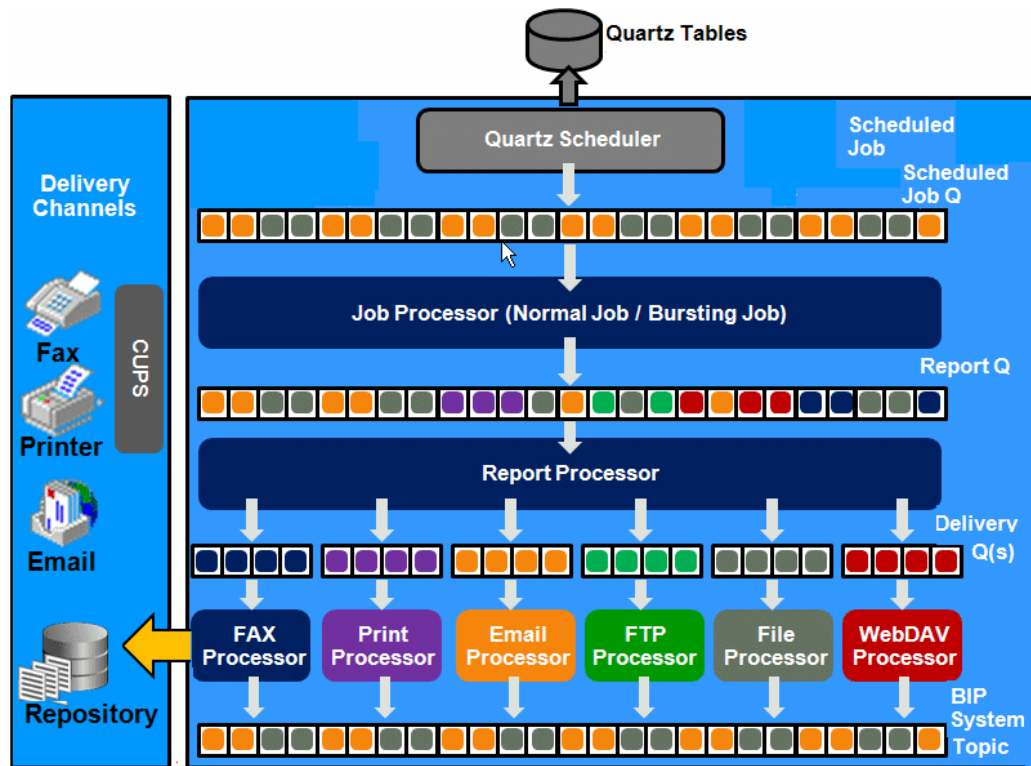 Quartz Tables
Quartz Scheduler
Scheduled
Job
Scheduled
Job Q
Delivery
Channels
Job Processor (Normal Job / Bursting Job)
Fax
CUPS
Report Q
Printer
Report Processor
Email
Delivery
Q(s)
FAX
Processor
Print
Processor
Email
Processor
FTP
Processor
File
Processor
WebDAV
Processor
Repository
BIP
System
Topic